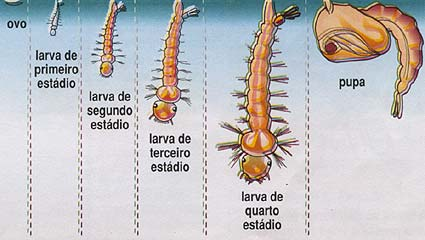 ovo
larva de
primeiro
estádio
larva de
segundo
estádio
larva de
terceiro
estádio
larva de
quarto
estádio
pupa